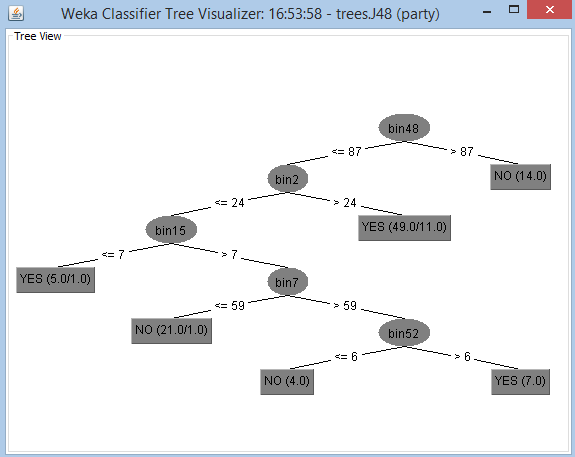 Weka Classifier Tree Visualizer: 16:53:58 - trees.J48 (party)
Tree View
bin48
<= 87
> 87
bin2
NO (14.0)
<= 24
> 24
bin15
YES (49.0/11.0)
<= 7
> 7
YES (5.0/1.0)
bin7
<= 59
> 59
NO (21.0/1.0)
bin52
<= 6
> 6
NO (4.0)
YES (7.0)